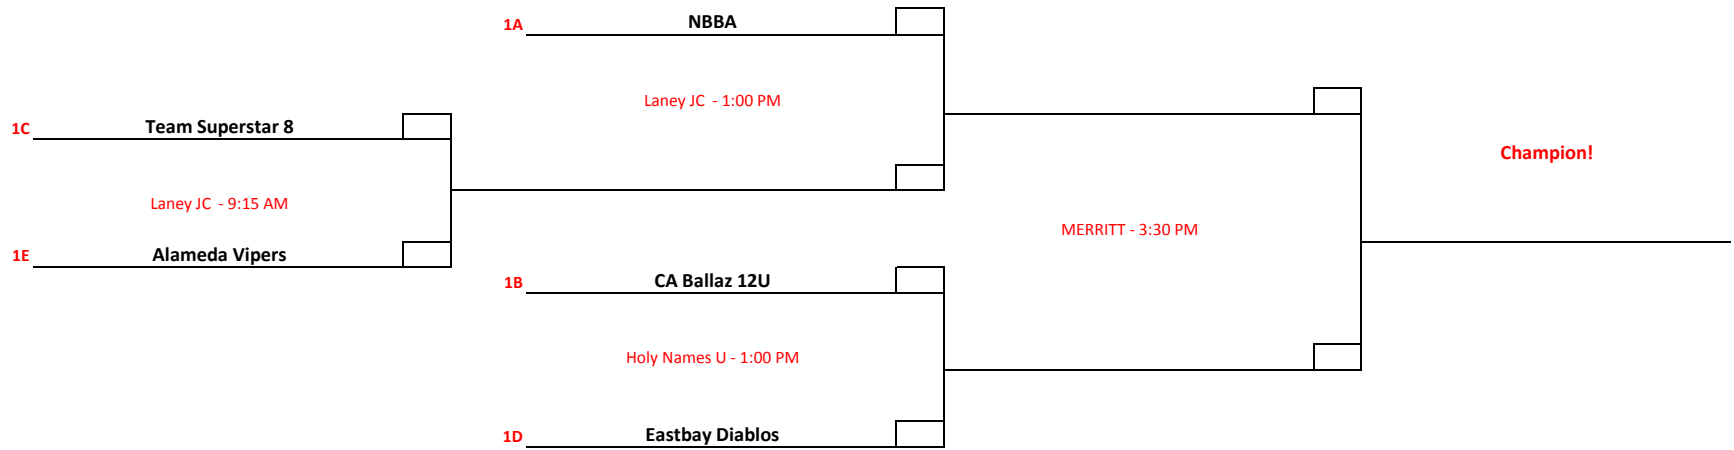 1A NBBA
Laney JC - 1:00 PM
1C Team Superstar 8
Champion!
Laney JC - 9:15 AM
MERRITT - 3:30 PM
1E Alameda Vipers
1B CA Ballaz 12U
Holy Names U - 1:00 PM
1D Eastbay Diablos